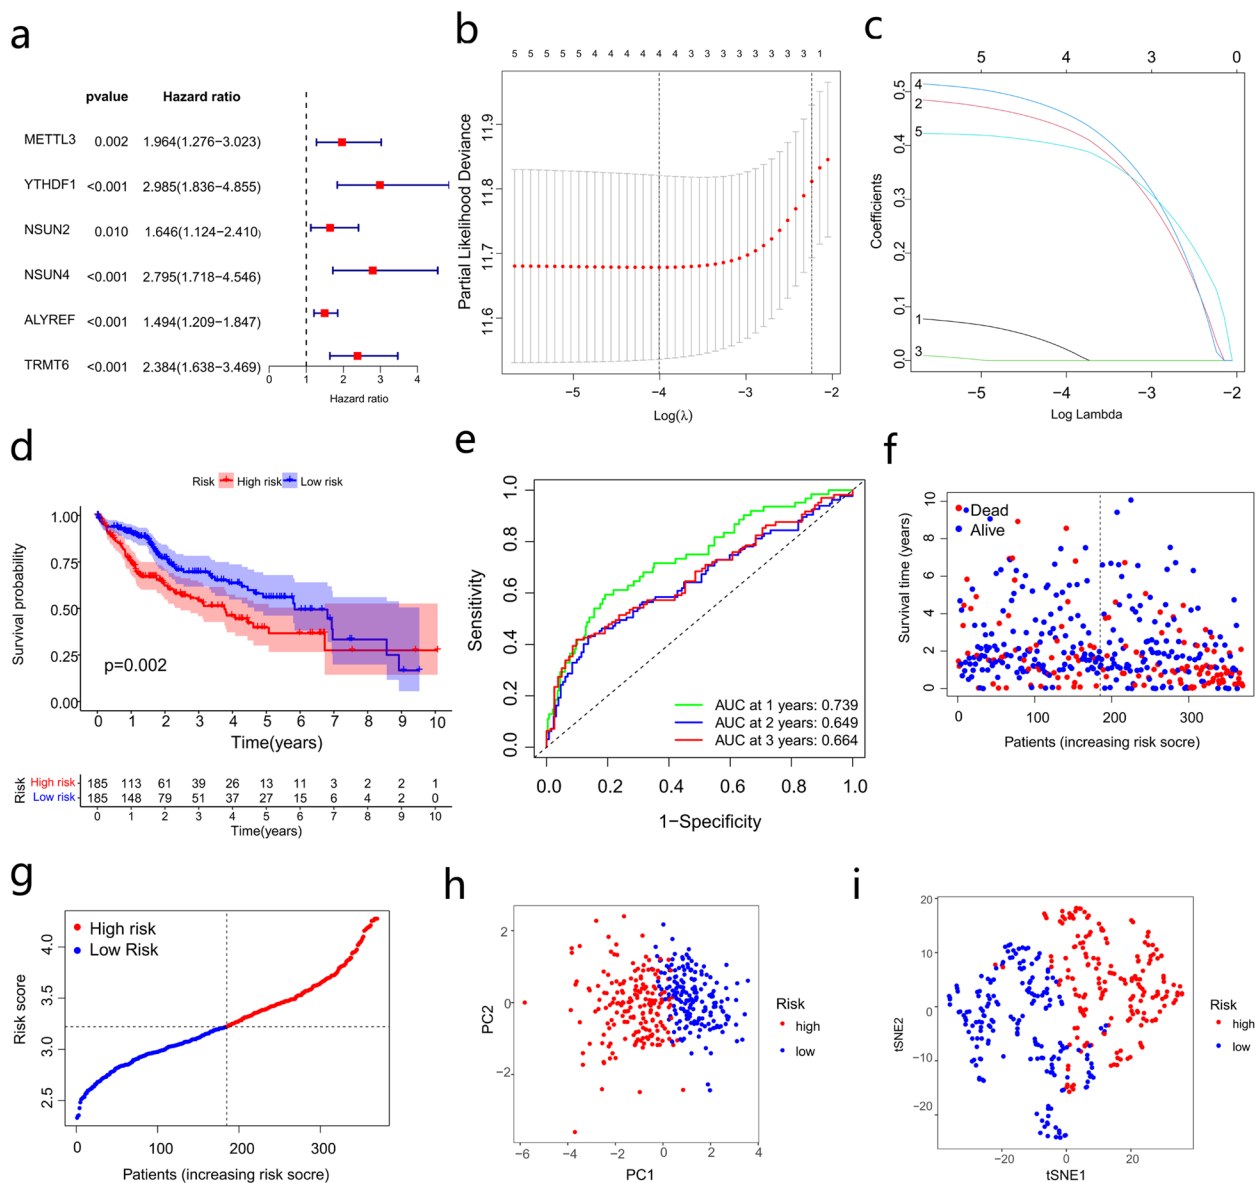 a
pvalue Hazard ratio
METTL3 0.002 1.964(1.276−3.023)
YTHDF1 <0.001 2.985(1.836−4.855)
NSUN2 0.010 1.646(1.124−2.410)
NSUN4 <0.001 2.795(1.718−4.546)
ALYREF <0.001 1.494(1.209−1.847)
TRMT6 <0.001 2.384(1.638−3.469)
0 1 2 3 4
Hazard ratio
b
5 5 5 5 5 4 4 4 4 4 4 3 3 3 3 3 3 3 3 1
Partial Likelihood Deviance
11.9
11.8
11.7
11.6
−5 −4 −3 −2
Log(λ)
c
5 4 3 0
Coefficients
0.5
0.4
0.3
0.2
0.1
0.0
4
2
5
1
3
−5 −4 −3 −2
Log Lambda
d
Risk High risk Low risk
Survival probability
1.00
0.75
0.50
0.25
0.00
p=0.002
0 1 2 3 4 5 6 7 8 9 10
Time(years)
Risk
High risk 185 113 61 39 26 13 11 3 2 2 1
Low risk 185 148 79 51 37 27 15 6 4 2 0
0 1 2 3 4 5 6 7 8 9 10
Time(years)
e
Sensitivity
1.0
0.8
0.6
0.4
0.2
0.0
AUC at 1 years: 0.739
AUC at 2 years: 0.649
AUC at 3 years: 0.664
0.0 0.2 0.4 0.6 0.8 1.0
1−Specificity
f
Survival time (years)
10
8
6
4
2
0
Dead
Alive
0 100 200 300
Patients (increasing risk socre)
g
Risk score
4.0
3.5
3.0
2.5
High risk
Low Risk
0 100 200 300
Patients (increasing risk socre)
h
PC2
2
0
−2
−6 −4 −2 0 2 4
PC1
Risk
high
low
i
tSNE2
20
10
0
−10
−20
−20 0 20
tSNE1
Risk
high
low